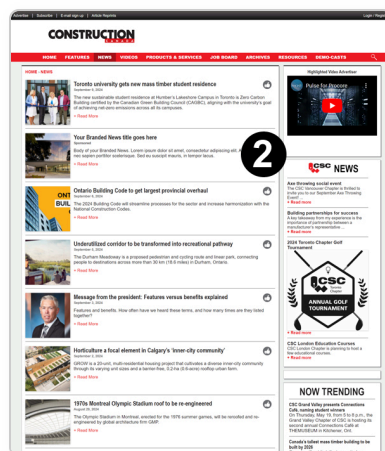 Advertise | Subscribe | E-mail sign up | Article Reprints
Login / Regis
CONSTRUCTION
CANADA
HOME FEATURES NEWS VIDEOS PRODUCTS & SERVICES JOB BOARD ARCHIVES RESOURCES DEMO-CASTS
HOME › NEWS
Toronto university gets new mass timber student residence
September 6, 2024
The new sustainable student residence at Humber's Lakeshore Campus in Toronto is Zero Carbon
Building certified by the Canadian Green Building Council (CAGBC), aligning with the university's goal
of achieving net-zero emissions across all its campuses.
» Read More
Your Branded News title goes here
Sponsored
Body of your Branded News. Lorem ipsum dolor sit amet, consectetur adipiscing elit.
nec sapien porttitor scelerisque. Sed eu suscipit mauris, in tempor lacus.
» Read More
2
Ontario Building Code to get largest provincial overhaul
September 6, 2024
The 2024 Building Code will streamline processes for the sector and increase harmonization with the
National Construction Codes.
» Read More
ONT
BUIL
Underutilized corridor to be transformed into recreational pathway
September 6, 2024
The Durham Meadoway is a proposed pedestrian and cycling route and linear park, connecting
people to destinations across more than 30 km (18.6 miles) in Durham, Ontario.
» Read More
Message from the president: Features versus benefits explained
Features and benefits. How often have we heard these terms, and how many times are they listed
together?
» Read More
Horticulture a focal element in Calgary's 'inner-city community'
GROW is a 20-unit, multi-residential housing project that cultivates a diverse inner-city community
through its varying unit sizes and a barrier-free, 0.2-ha (0.6-acre) rooftop urban farm.
» Read More
1970s Montreal Olympic Stadium roof to be re-engineered
August 30, 2024
The Olympic Stadium in Montreal, erected for the 1976 summer games, will be remodled and re-
engineered by global architecture firm GMP.
» Read More
Highlighted Video Advertiser
Pulse for Procore
CSC NEWS
Axe throwing social event
The CSC Vancouver Chapter is thrilled to
invite you to our September Axe Throwing
Event! ...
» Read more
Building partnerships for success
A key takeaway from my experience is the
importance of partnership between a
manufacturer's representative ...
» Read more
2024 Toronto Chapter Golf
Tournament
CSC
Toronto
Chapter
ANNUAL GOLF
TOURNAMENT
» Read more
CSC London Education Courses
CSC London Chapter is planning to host a
few educational courses.
» Read more
NOW TRENDING
CSC Grand Valley presents Connections
Café, naming student winners
On Thursday, May 19, from 5 to 8 p.m., the
Grand Valley Chapter of CSC is hosting its
second annual Connections Café at
THEMUSEUM in Kitchener, Ont.
Canada's tallest mass timber building to be
built by 2026